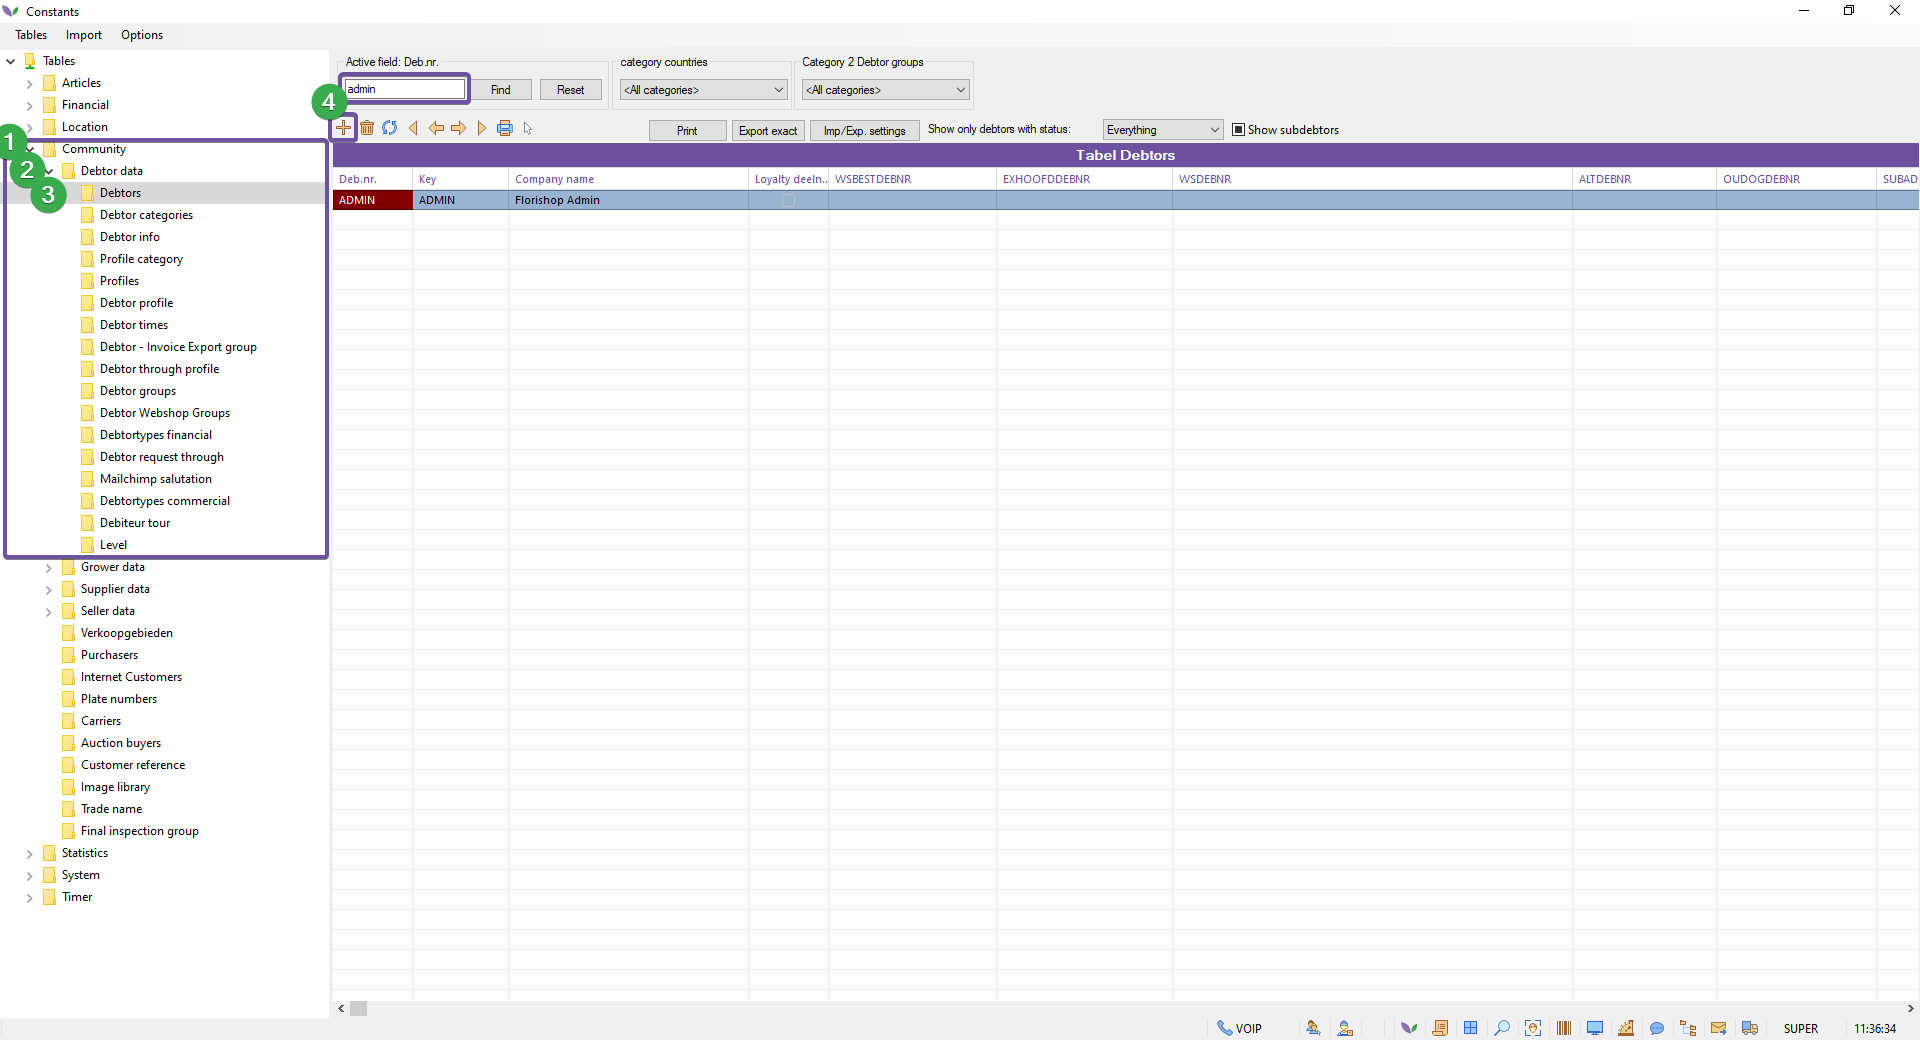 Constants
Tables Import Options
Tables
Articles
Financial
Location
1 Community
2 Debtor data
3 Debtors
Debtor categories
Debtor info
Profile category
Profiles
Debtor profile
Debtor times
Debtor - Invoice Export group
Debtor through profile
Debtor groups
Debtor Webshop Groups
Debtortypes financial
Debtor request through
Mailchimp salutation
Debtortypes commercial
Debiteur tour
Level
Grower data
Supplier data
Seller data
Verkoopgebieden
Purchasers
Internet Customers
Plate numbers
Carriers
Auction buyers
Customer reference
Image library
Trade name
Final inspection group
Statistics
System
Timer
Active field: Deb.nr. category countries Category 2 Debtor groups
admin Find Reset <All categories> <All categories>
4
Print Export exact Imp/Exp. settings Show only debtors with status: Everything Show subdebtors
Tabel Debtors
Deb.nr. Key Company name Loyalty deeln.. WSBESTDEBNR EXHOOFDDEBNR WSDEBNR ALTDEBNR OUDOGDEBNR SUBAD
ADMIN ADMIN Florishop Admin
VOIP SUPER 11:36:34